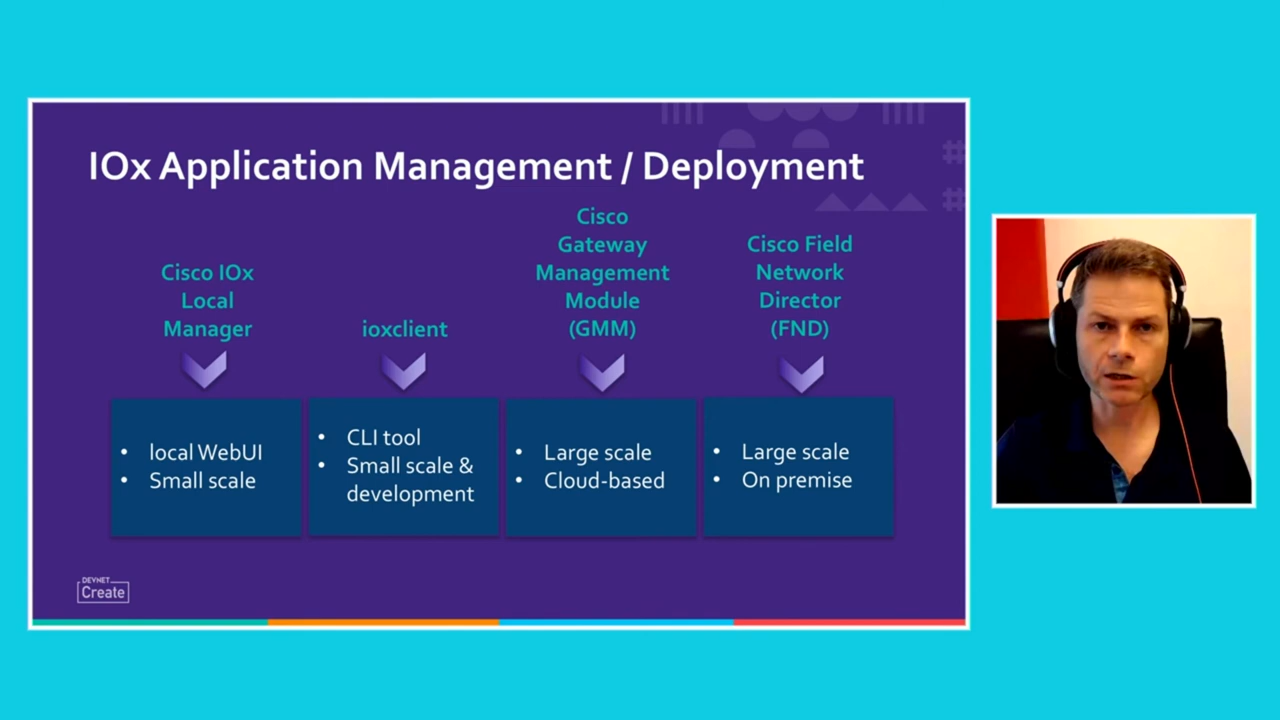 IOx Application Management / Deployment
Cisco IOx
Local
Manager
ioxclient
Cisco
Gateway
Management
Module
(GMM)
Cisco Field
Network
Director
(FND)
• local WebUI
• Small scale
• CLI tool
• Small scale &
development
• Large scale
• Cloud-based
• Large scale
• On premise
DEVNET
Create